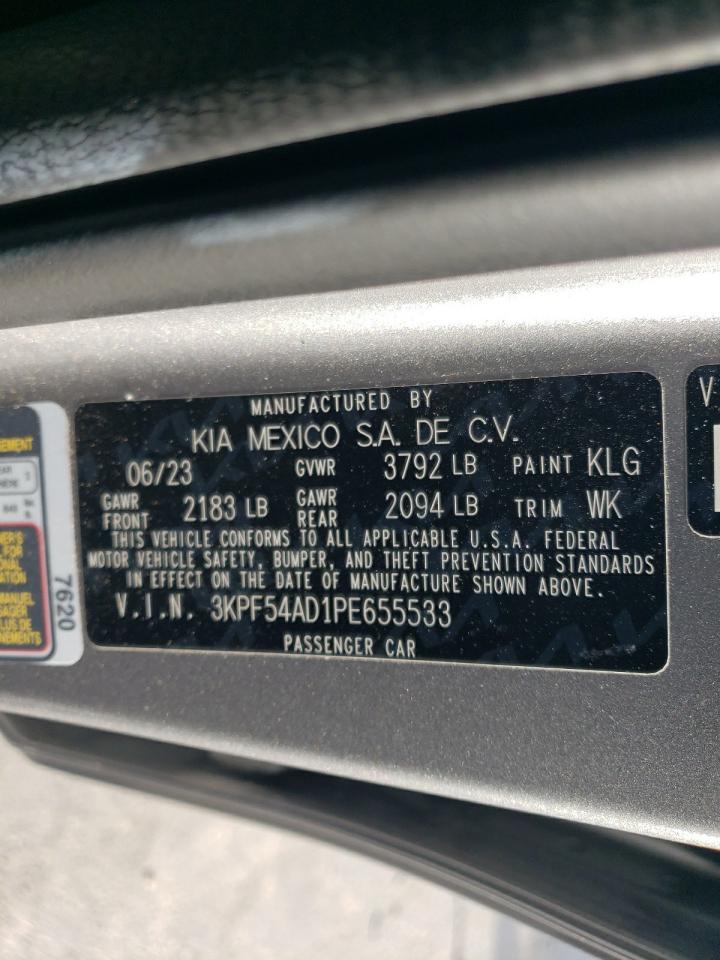 MANUFACTURED BY
KIA MEXICO S.A. DE C.V.
06/23 GVWR 3792 LB PAINT KLG
GAWR FRONT 2183 LB GAWR REAR 2094 LB TRIM WK
THIS VEHICLE CONFORMS TO ALL APPLICABLE U.S.A. FEDERAL
MOTOR VEHICLE SAFETY, BUMPER, AND THEFT PREVENTION STANDARDS
IN EFFECT ON THE DATE OF MANUFACTURE SHOWN ABOVE.
V.I.N. 3KPF54AD1PE655533
PASSENGER CAR
7620
V